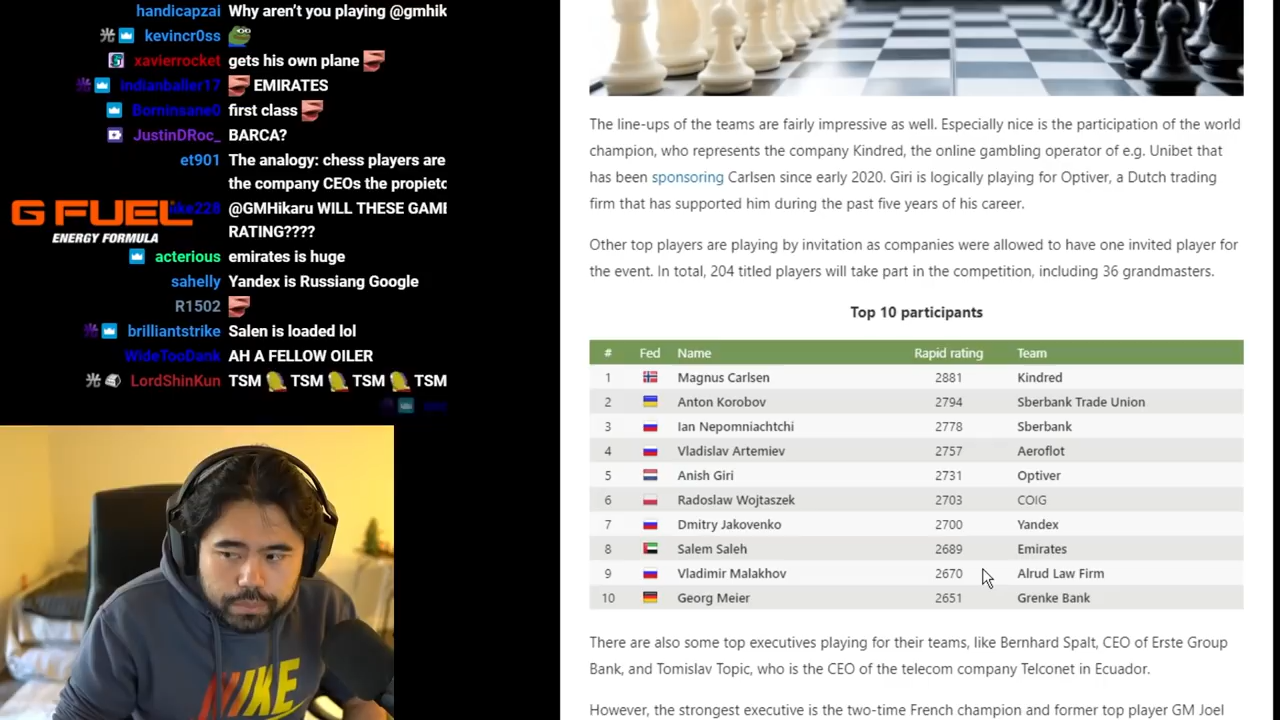 handicapzai Why aren't you playing @gmhik
kevincr0ss
xavierrocket gets his own plane
indianballer17 EMIRATES
Borninsane0 first class
JustinDRoc_ BARCA?
et901 The analogy: chess players are
the company CEOs the propietc
@GMHikaru WILL THESE GAME
RATING????
G FUEL
ENERGY FORMULA
acterious emirates is huge
sahelly Yandex is Russiang Google
R1502
brilliantstrike Salen is loaded lol
WideTooDank AH A FELLOW OILER
LordShinKun TSM TSM TSM TSM
NIKE
The line-ups of the teams are fairly impressive as well. Especially nice is the participation of the world
champion, who represents the company Kindred, the online gambling operator of e.g. Unibet that
has been sponsoring Carlsen since early 2020. Giri is logically playing for Optiver, a Dutch trading
firm that has supported him during the past five years of his career.
Other top players are playing by invitation as companies were allowed to have one invited player for
the event. In total, 204 titled players will take part in the competition, including 36 grandmasters.
Top 10 participants
# Fed Name Rapid rating Team
1 Magnus Carlsen 2881 Kindred
2 Anton Korobov 2794 Sberbank Trade Union
3 Ian Nepomniachtchi 2778 Sberbank
4 Vladislav Artemiev 2757 Aeroflot
5 Anish Giri 2731 Optiver
6 Radoslaw Wojtaszek 2703 COIG
7 Dmitry Jakovenko 2700 Yandex
8 Salem Saleh 2689 Emirates
9 Vladimir Malakhov 2670 Alrud Law Firm
10 Georg Meier 2651 Grenke Bank
There are also some top executives playing for their teams, like Bernhard Spalt, CEO of Erste Group
Bank, and Tomislav Topic, who is the CEO of the telecom company Telconet in Ecuador.
However, the strongest executive is the two-time French champion and former top player GM Joel